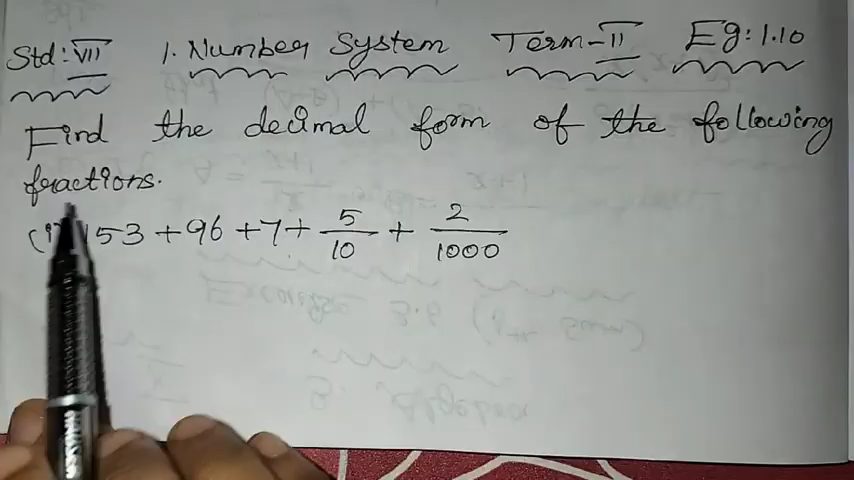 Std: VII 1. Number System Term-II Eg: 1.10
Find the decimal form of the following
fractions.
153 + 96 + 7 + 5/10 + 2/1000